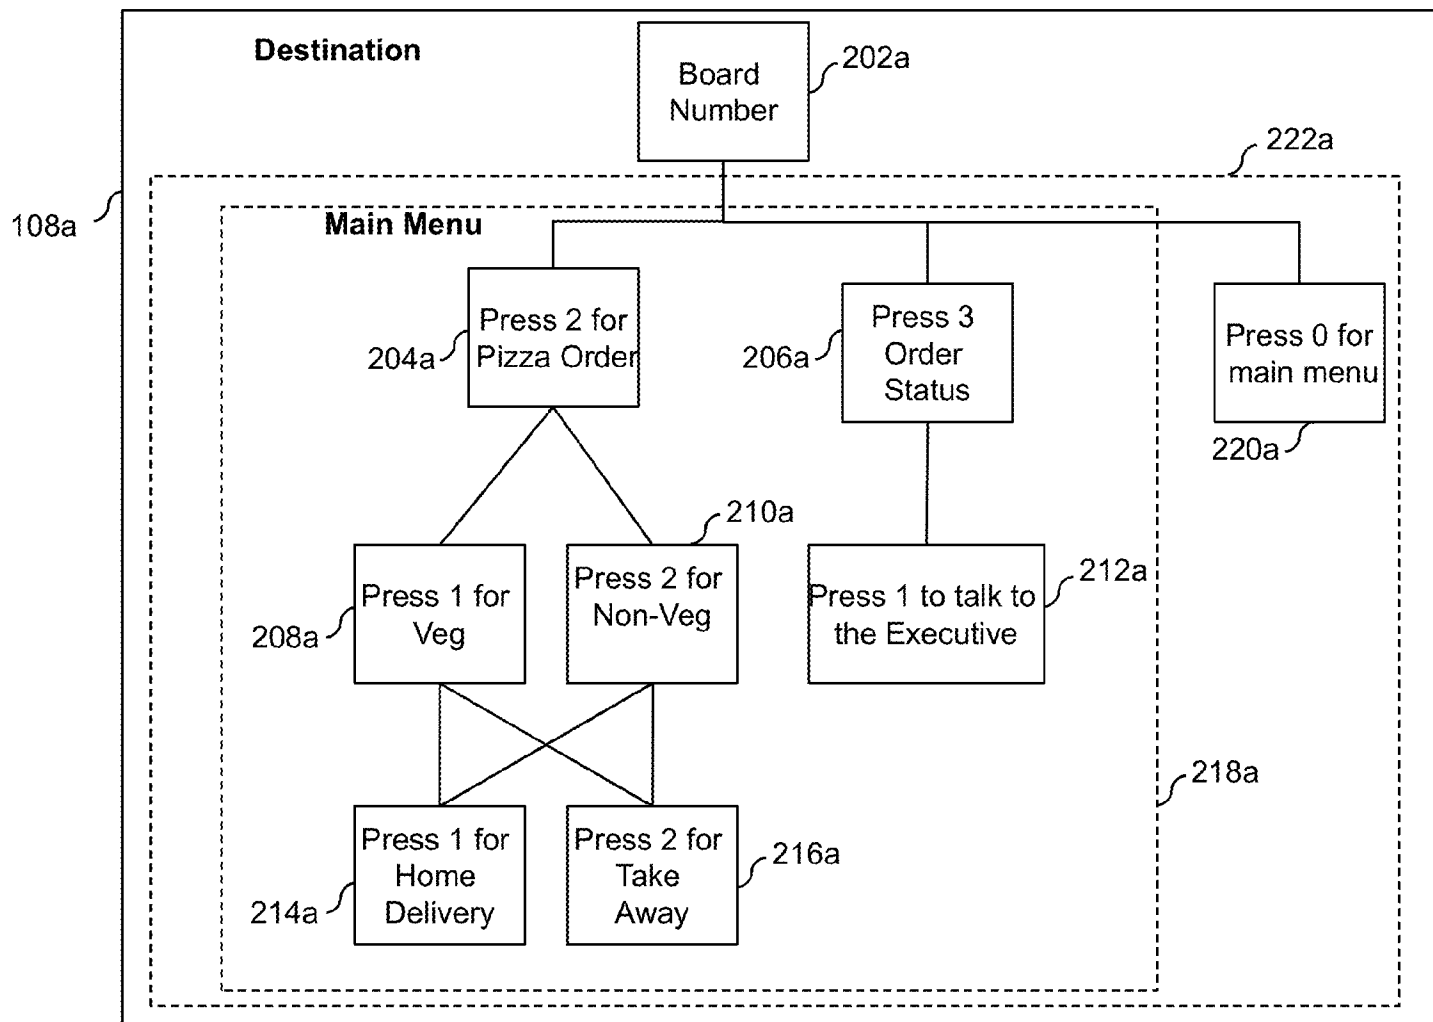 Destination
Board
Number
202a
222a
108a
Main Menu
Press 2 for
Pizza Order
204a
Press 3
Order
Status
206a
Press 0 for
main menu
220a
210a
Press 1 for
Veg
208a
Press 2 for
Non-Veg
Press 1 to talk to
the Executive
212a
218a
Press 1 for
Home
Delivery
214a
Press 2 for
Take
Away
216a